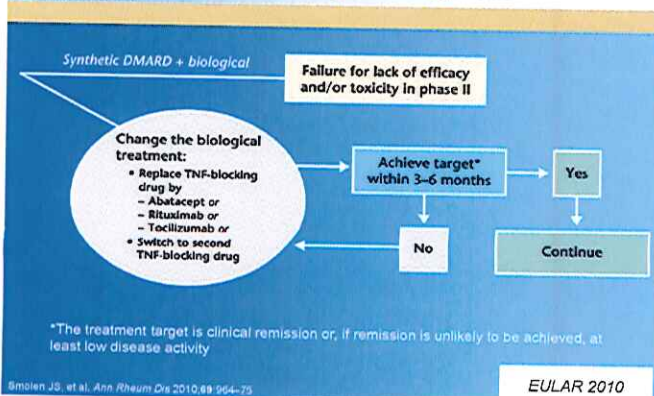 Synthetic DMARD + biological
Failure for lack of efficacy
and/or toxicity in phase II
Change the biological
treatment:
• Replace TNF-blocking
drug by
– Abatacept or
– Rituximab or
– Tocilizumab or
• Switch to second
TNF-blocking drug
Achieve target*
within 3–6 months
Yes
No
Continue
*The treatment target is clinical remission or, if remission is unlikely to be achieved, at
least low disease activity
Smolen JS, et al. Ann Rheum Dis 2010;69:964–75
EULAR 2010